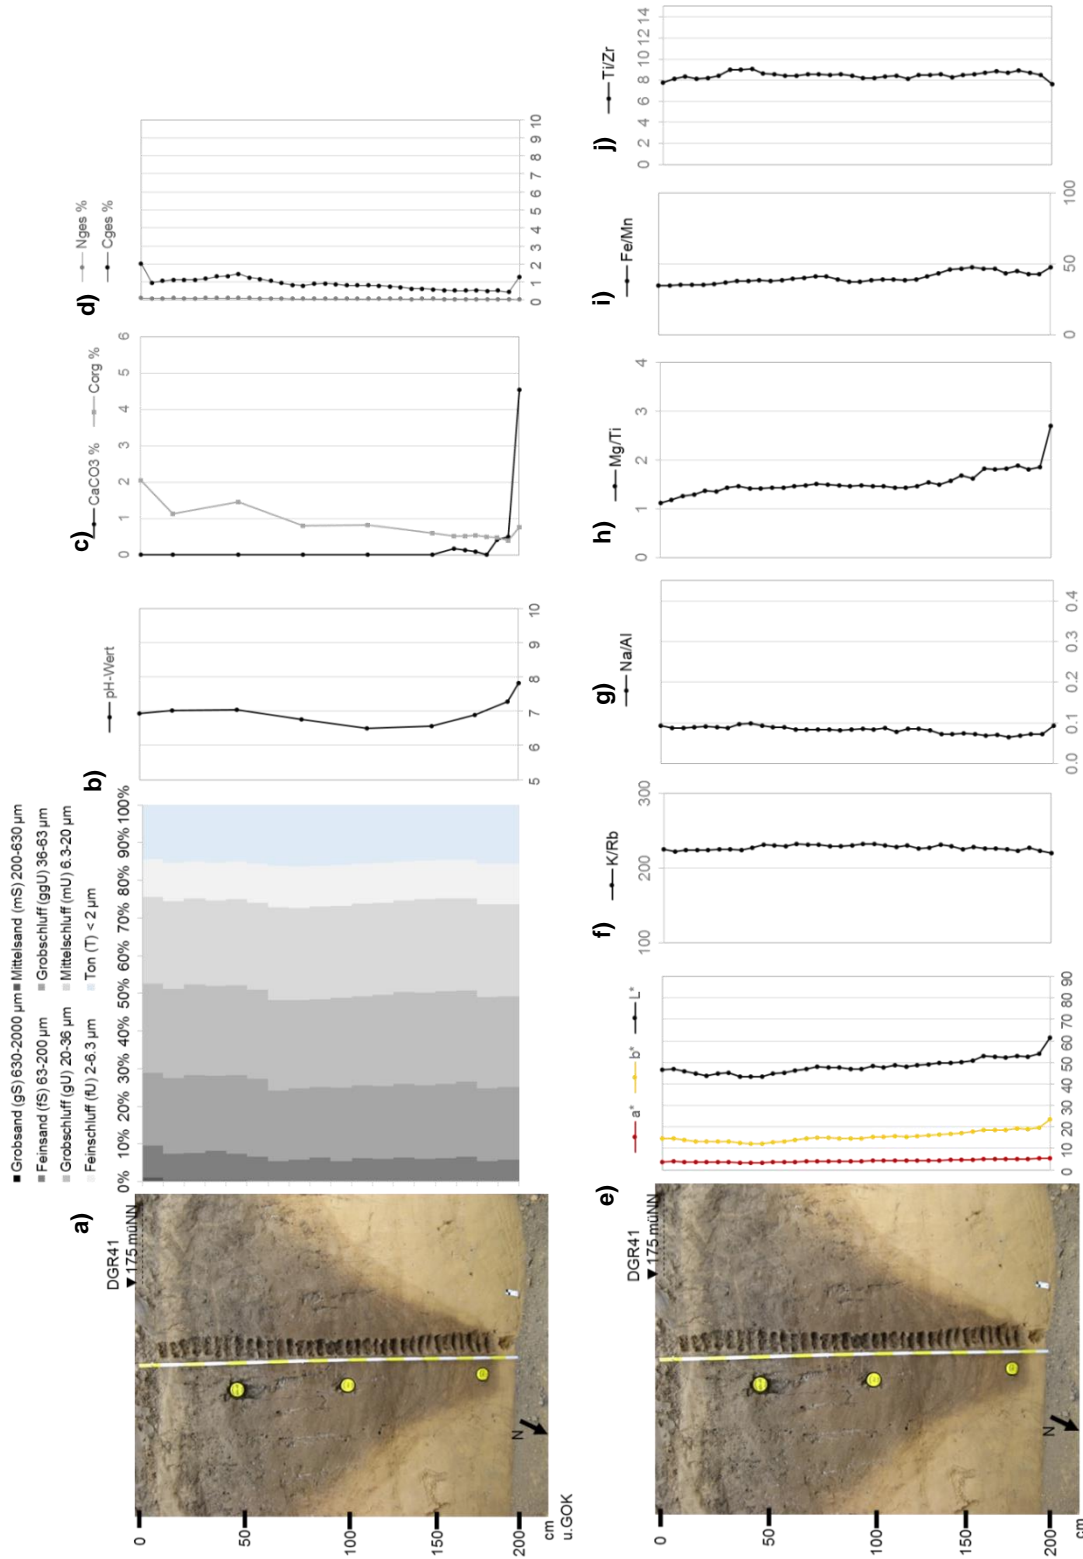 a)
DGR41
▼175 müNN
0
50
100
150
200
cm
u.GOK
N
■ Grobsand (gS) 630-2000 µm ■ Mittelsand (mS) 200-630 µm
■ Feinsand (fS) 63-200 µm ■ Grobschluff (ggU) 36-63 µm
■ Grobschluff (gU) 20-36 µm ■ Mittelschluff (mU) 6.3-20 µm
Feinschluff (fU) 2-6.3 µm ■ Ton (T) < 2 µm
0% 10% 20% 30% 40% 50% 60% 70% 80% 90% 100%
b)
pH-Wert
5 6 7 8 9 10
c)
CaCO3 % Corg %
0 1 2 3 4 5 6
d)
Nges %
Cges %
0 1 2 3 4 5 6 7 8 9 10
e)
DGR41
▼175 müNN
0
50
100
150
200
cm
N
a* b* L*
0 10 20 30 40 50 60 70 80 90
f)
K/Rb
100 200 300
g)
Na/Al
0.0 0.1 0.2 0.3 0.4
h)
Mg/Ti
0 1 2 3 4
i)
Fe/Mn
0 50 100
j)
Ti/Zr
0 2 4 6 8 10 12 14